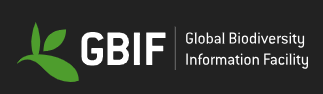 GBIF
Global Biodiversity
Information Facility